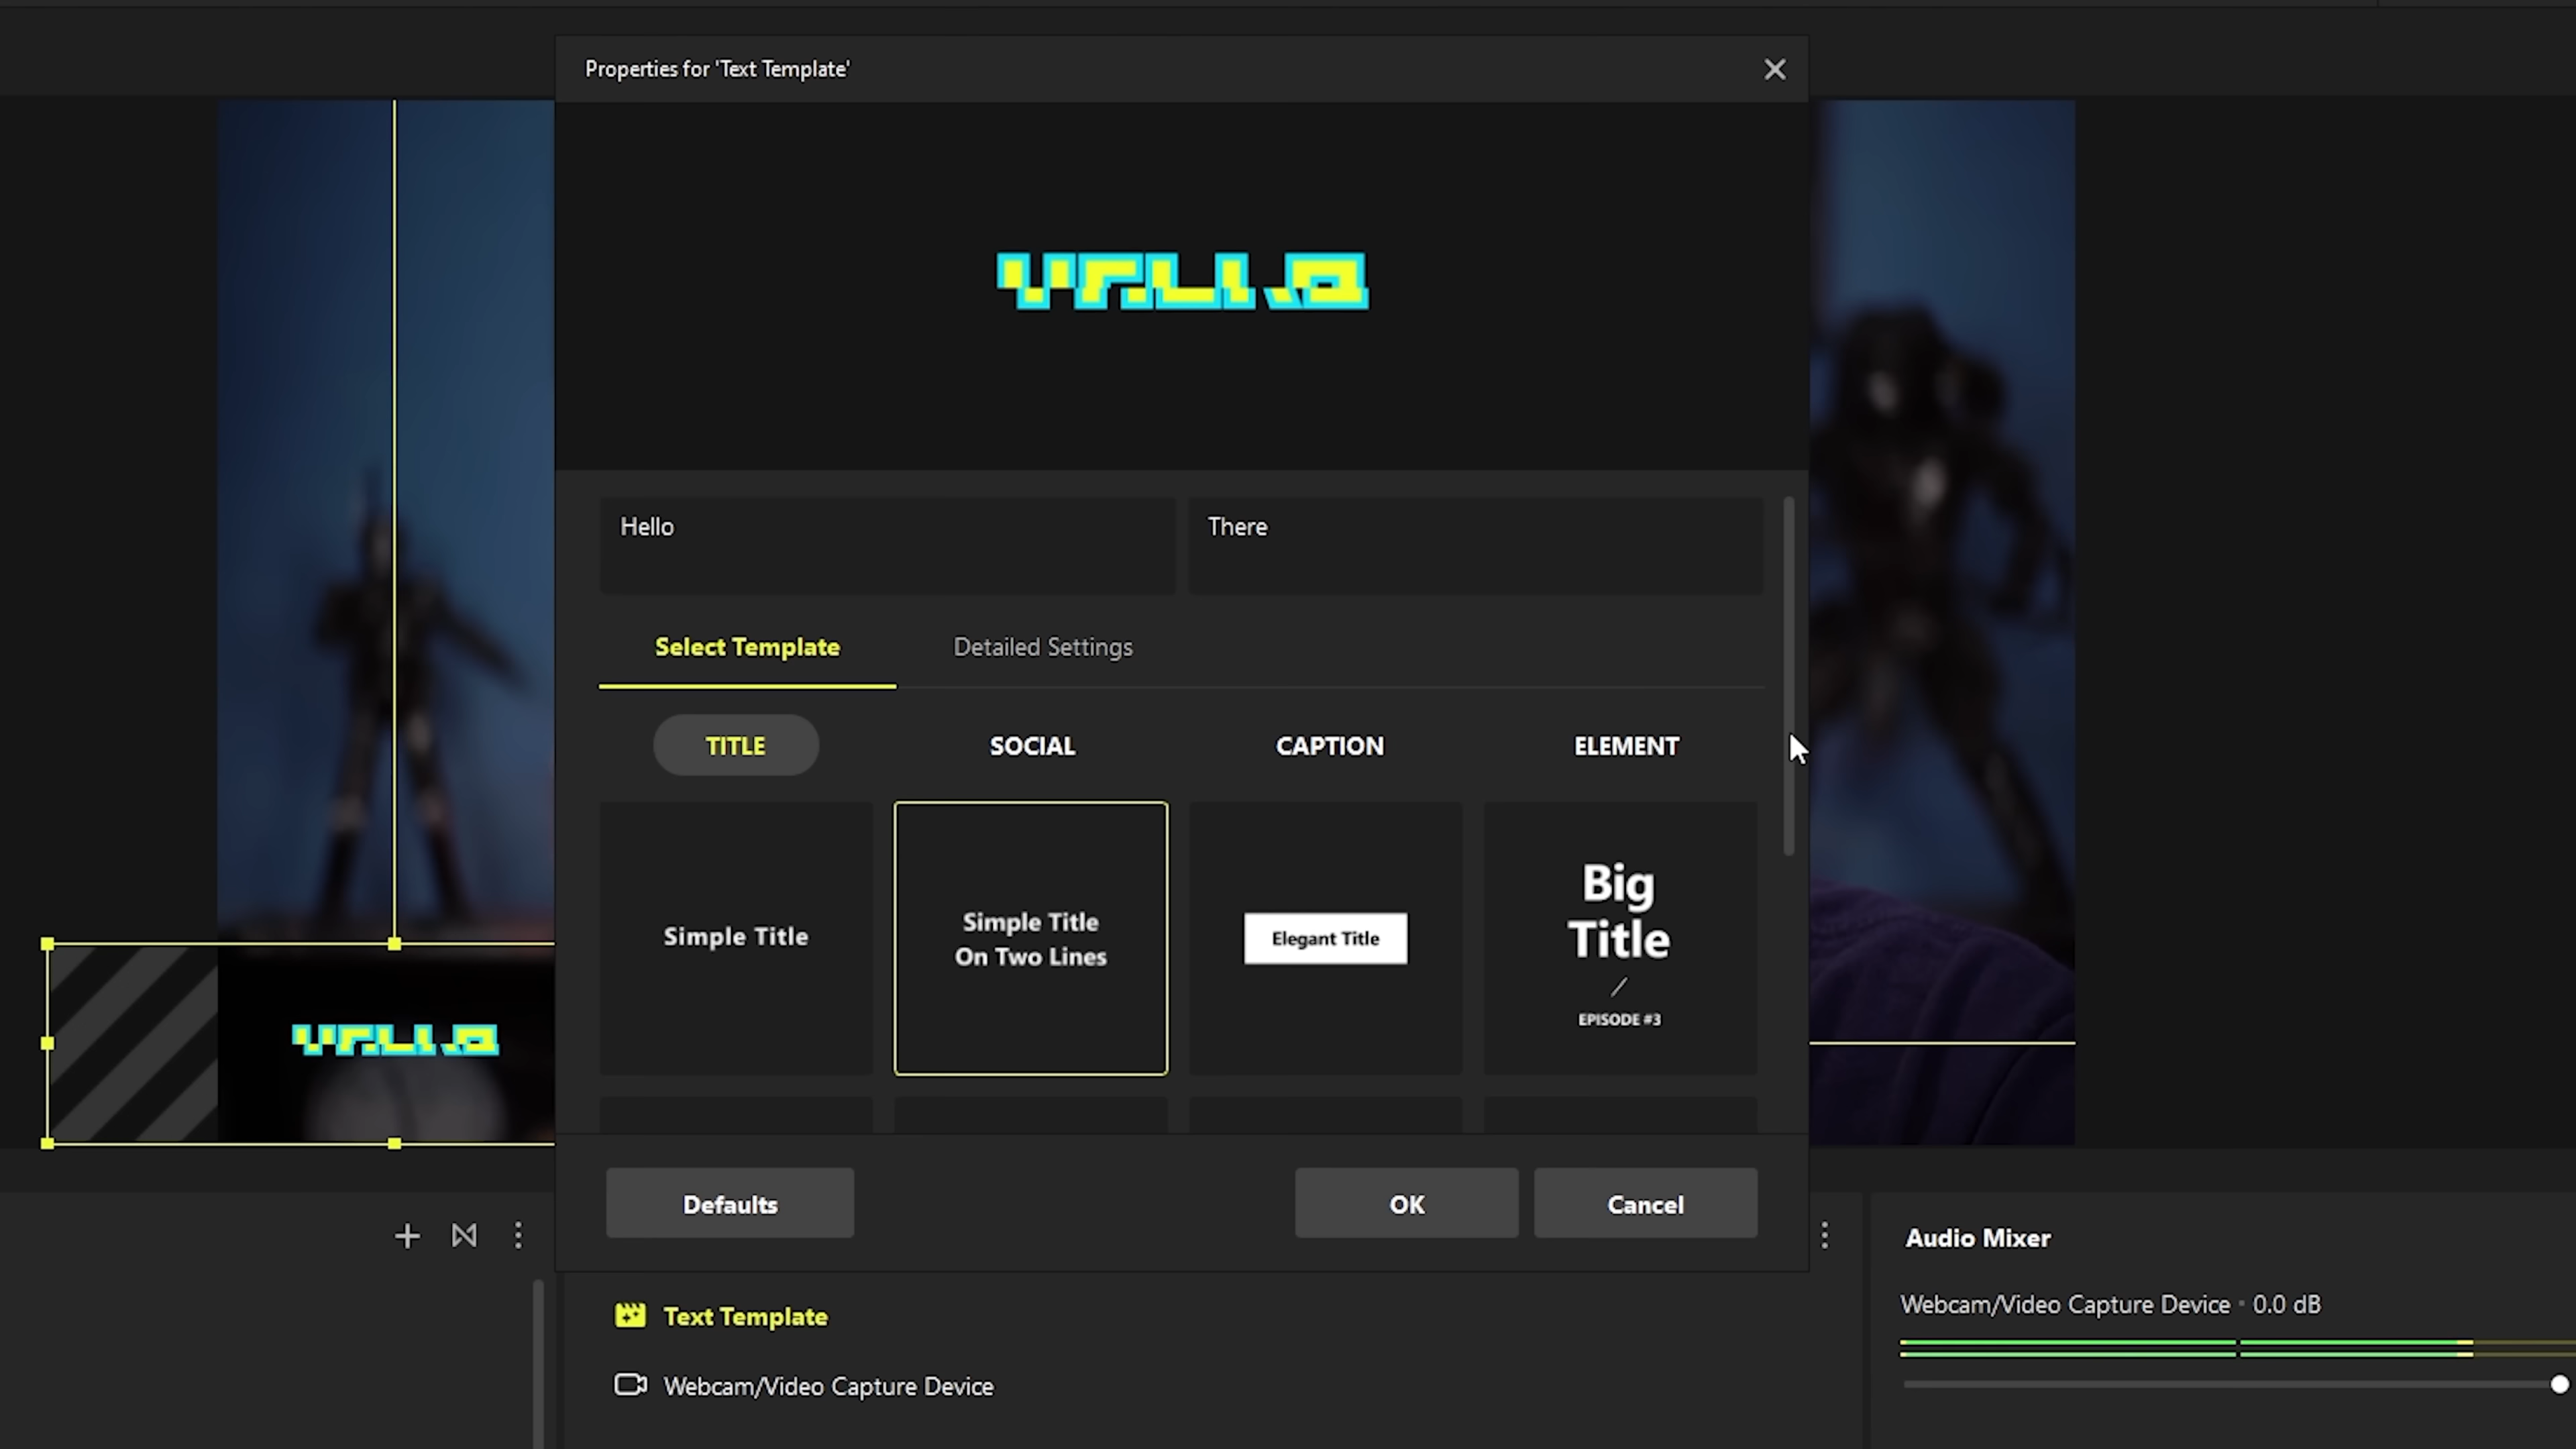 Properties for 'Text Template'
Hello
There
Select Template
Detailed Settings
TITLE
SOCIAL
CAPTION
ELEMENT
Simple Title
Simple Title
On Two Lines
Elegant Title
Big
Title
/
EPISODE #3
Defaults
OK
Cancel
Text Template
Webcam/Video Capture Device
Audio Mixer
Webcam/Video Capture Device · 0.0 dB